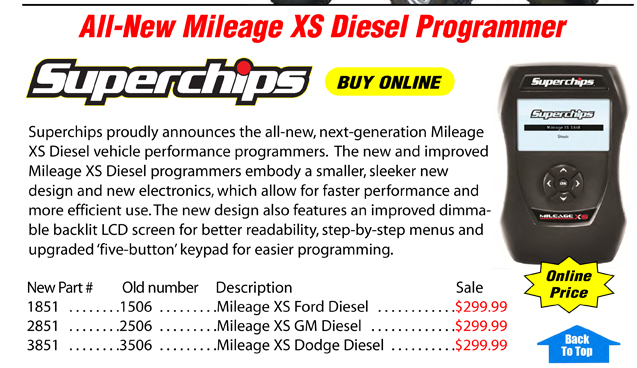 All-New Mileage XS Diesel Programmer
Superchips
BUY ONLINE
Superchips proudly announces the all-new, next-generation Mileage
XS Diesel vehicle performance programmers. The new and improved
Mileage XS Diesel programmers embody a smaller, sleeker new
design and new electronics, which allow for faster performance and
more efficient use. The new design also features an improved dimma-
ble backlit LCD screen for better readability, step-by-step menus and
upgraded 'five-button' keypad for easier programming.
Superchips
Superchips
OK
MILEAGE XS
Online
Price
New Part # Old number Description Sale
1851 ........1506 .........Mileage XS Ford Diesel ............$299.99
2851 ........2506 .........Mileage XS GM Diesel .............$299.99
3851 ........3506 .........Mileage XS Dodge Diesel ..........$299.99
Back
To Top